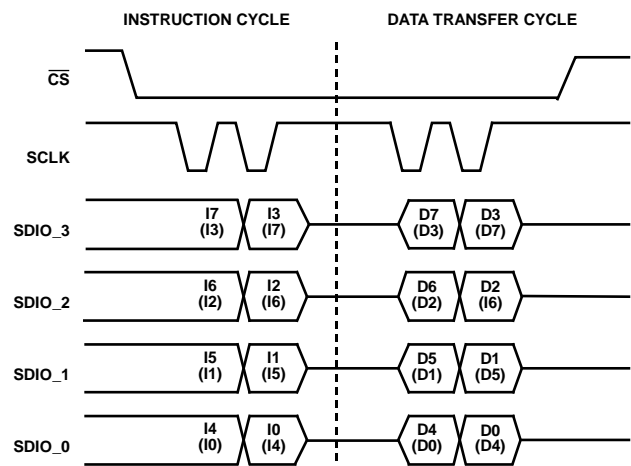 INSTRUCTION CYCLE DATA TRANSFER CYCLE
CS
SCLK
SDIO_3 I7 I3 D7 D3
(I3) (I7) (D3) (D7)
SDIO_2 I6 I2 D6 D2
(I2) (I6) (D2) (I6)
SDIO_1 I5 I1 D5 D1
(I1) (I5) (D1) (D5)
SDIO_0 I4 I0 D4 D0
(I0) (I4) (D0) (D4)